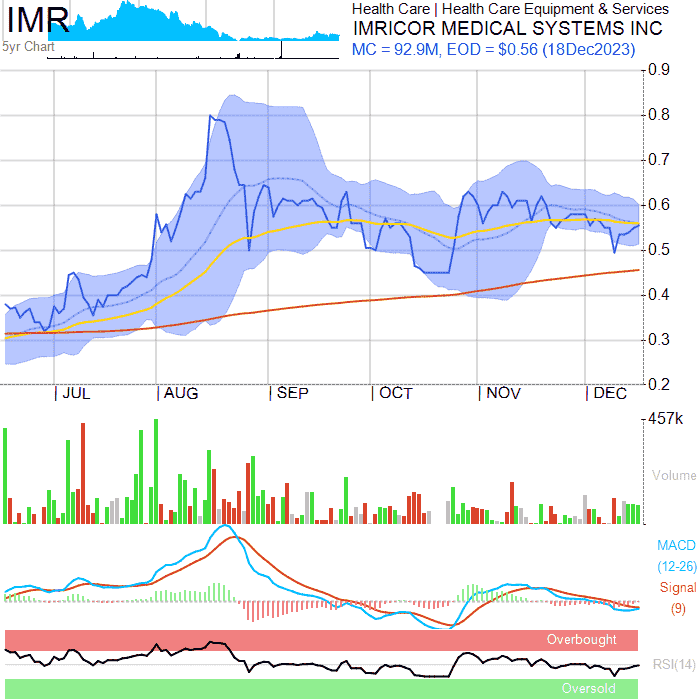 IMR
5yr Chart
Health Care | Health Care Equipment & Services
IMRICOR MEDICAL SYSTEMS INC
MC = 92.9M, EOD = $0.56 (18Dec2023)
0.9
0.8
0.7
0.6
0.5
0.4
0.3
0.2
| JUL | AUG | SEP | OCT | NOV | DEC
457k
Volume
MACD
(12-26)
Signal
(9)
Overbought
RSI(14)
Oversold